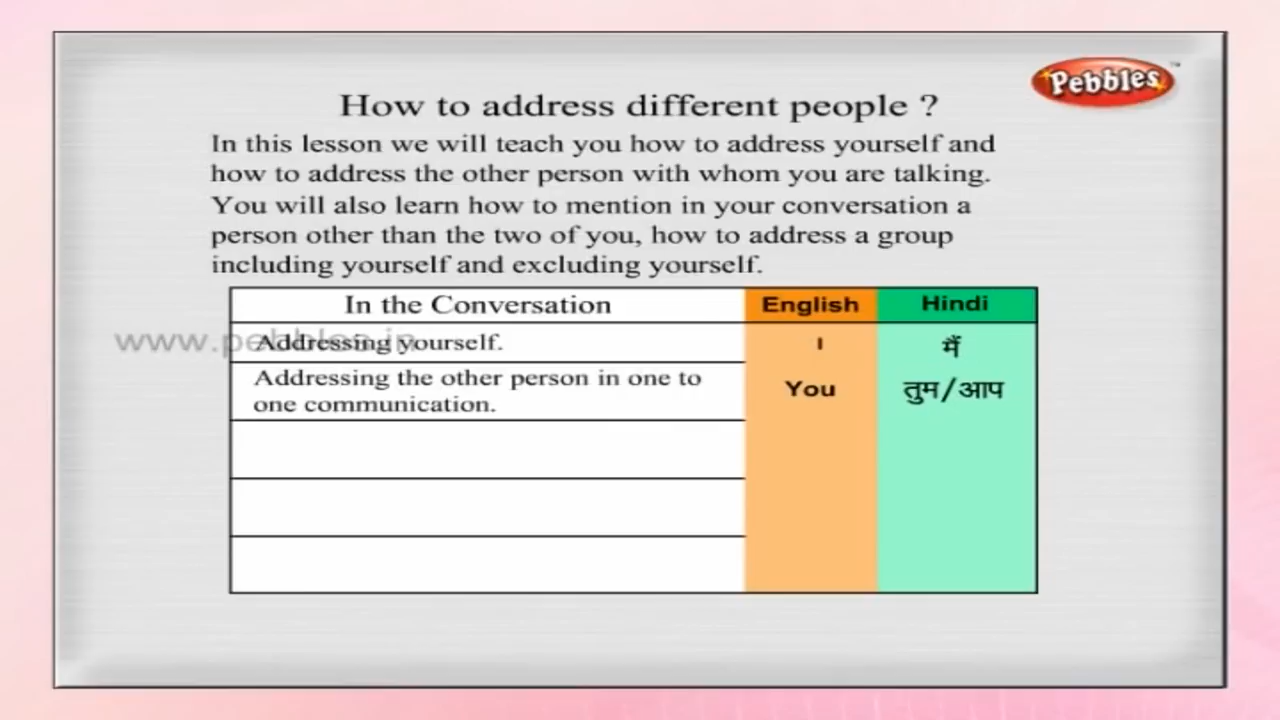 Pebbles™
How to address different people ?
In this lesson we will teach you how to address yourself and
how to address the other person with whom you are talking.
You will also learn how to mention in your conversation a
person other than the two of you, how to address a group
including yourself and excluding yourself.
In the Conversation English Hindi
www.pebbles.in
Addressing yourself. I मैं
Addressing the other person in one to
one communication. You तुम/आप